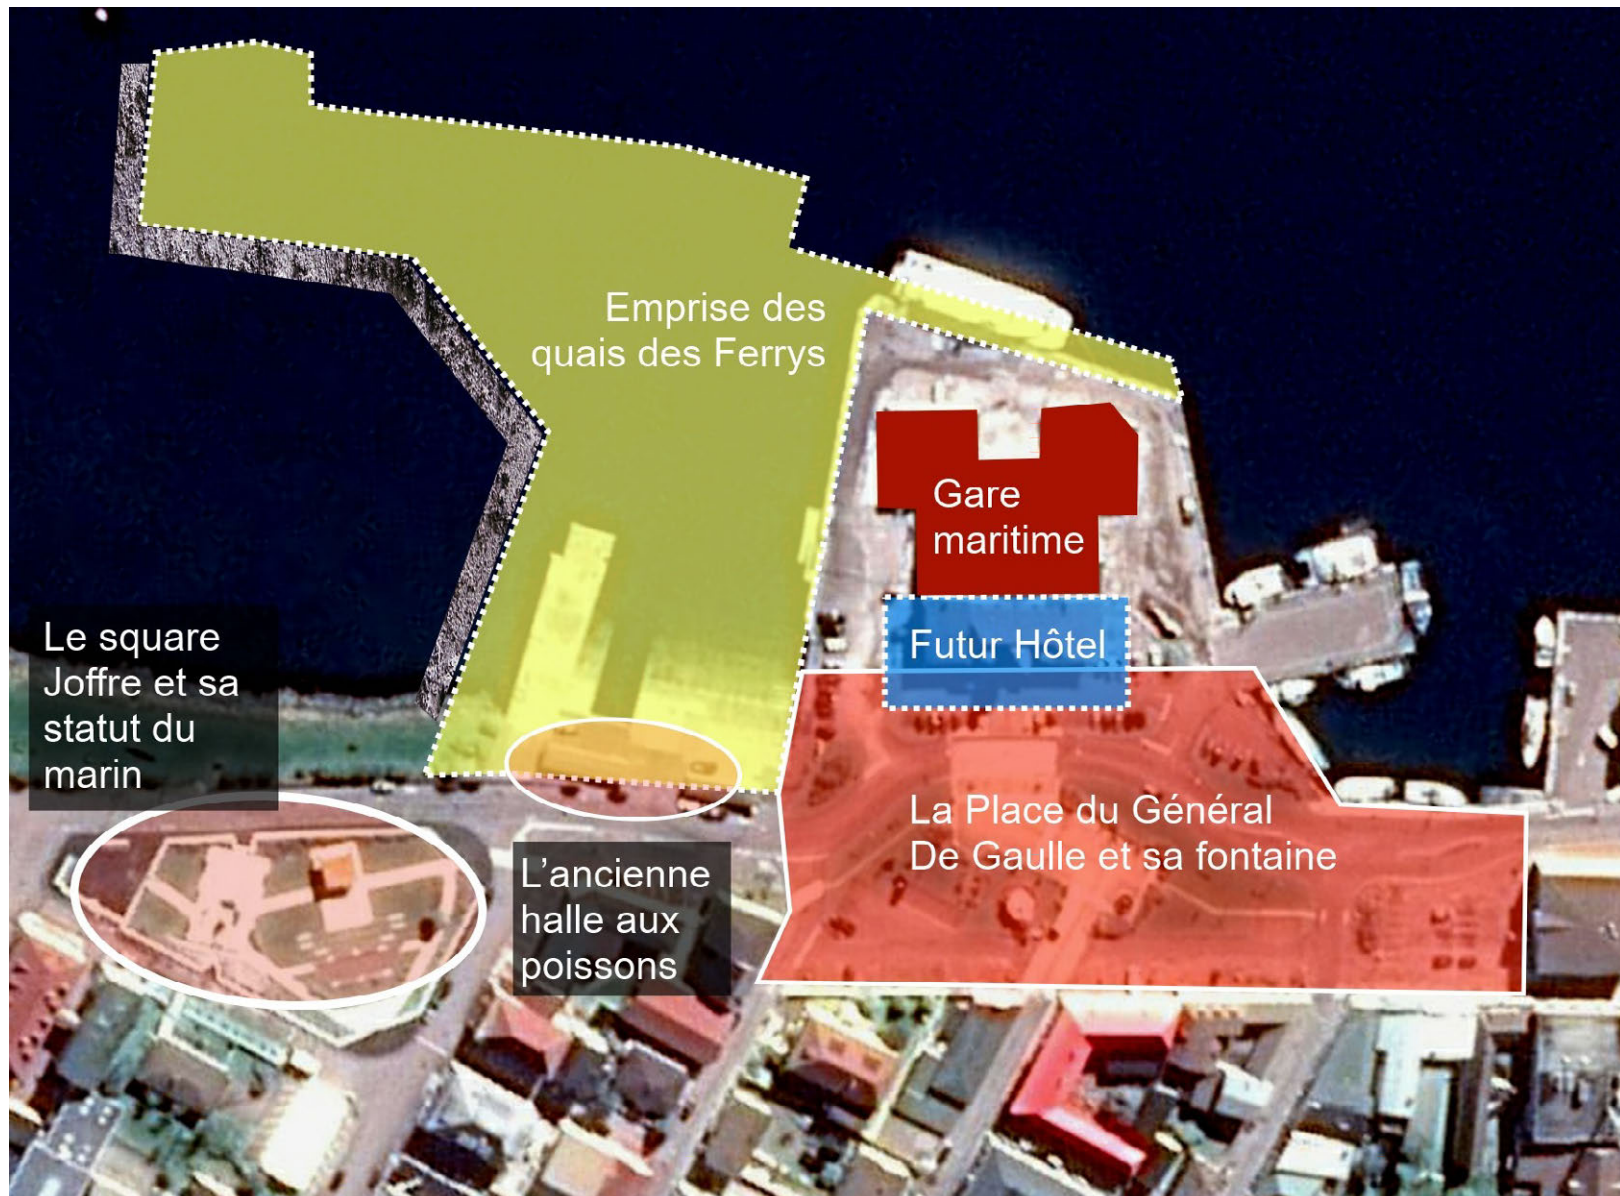 Emprise des
quais des Ferrys
Gare
maritime
Futur Hôtel
Le square
Joffre et sa
statut du
marin
L’ancienne
halle aux
poissons
La Place du Général
De Gaulle et sa fontaine